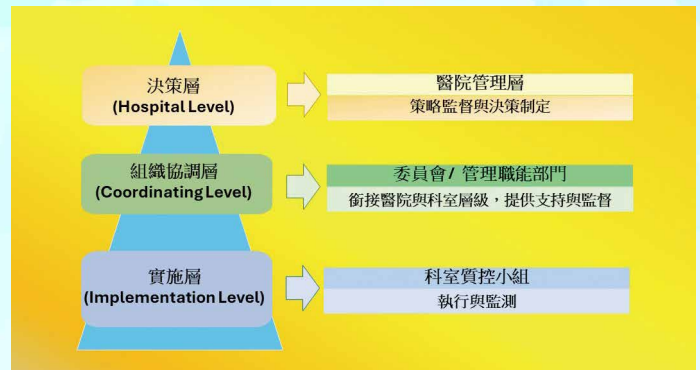 決策層
(Hospital Level)
醫院管理層
策略監督與決策制定
組織協調層
(Coordinating Level)
委員會/ 管理職能部門
銜接醫院與科室層級，提供支持與監督
實施層
(Implementation Level)
科室質控小組
執行與監測